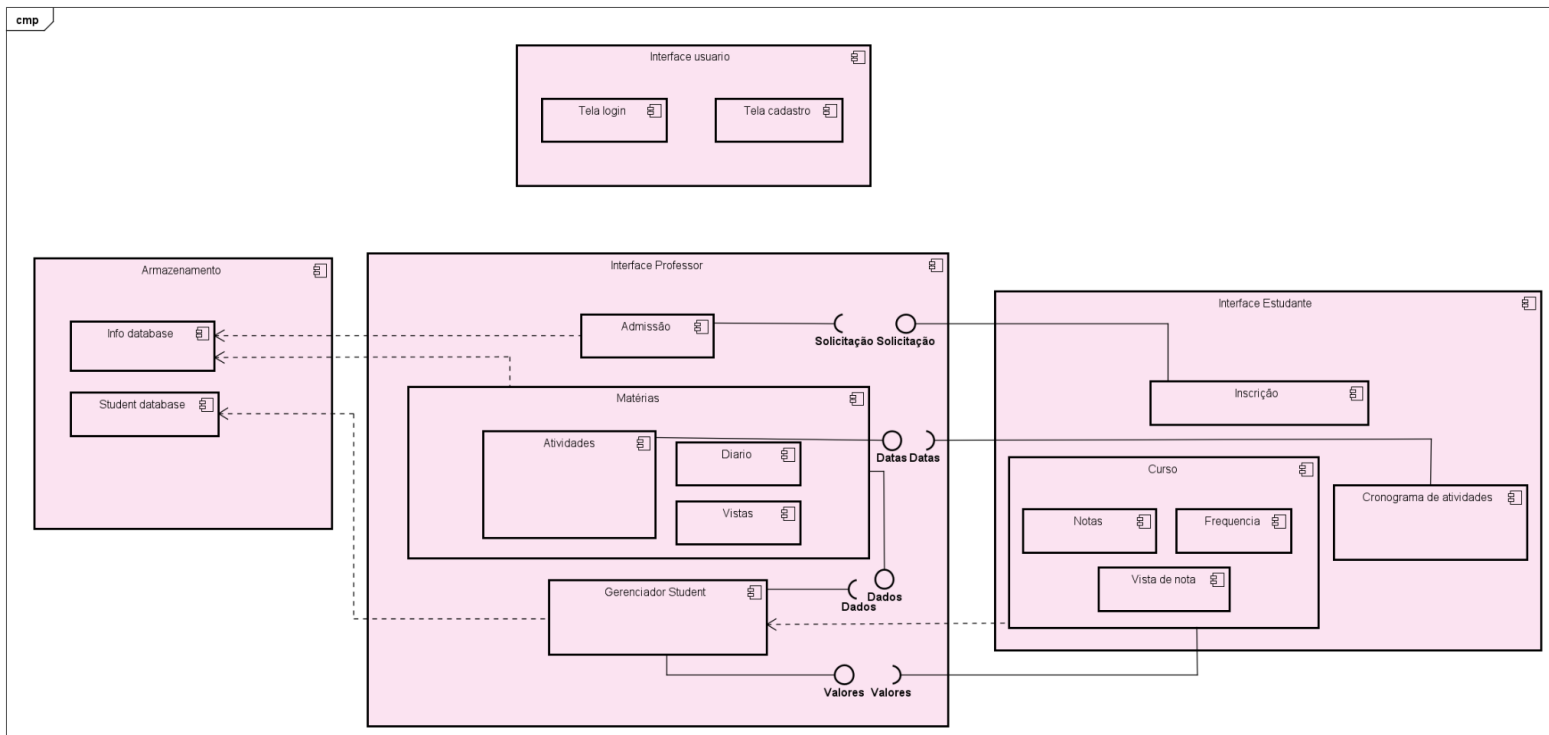 cmp
Interface usuario
Tela login
Tela cadastro
Armazenamento
Info database
Student database
Interface Professor
Admissão
Solicitação Solicitação
Matérias
Atividades
Diario
Vistas
Datas Datas
Gerenciador Student
Dados
Dados
Valores Valores
Interface Estudante
Inscrição
Curso
Notas
Frequencia
Vista de nota
Cronograma de atividades